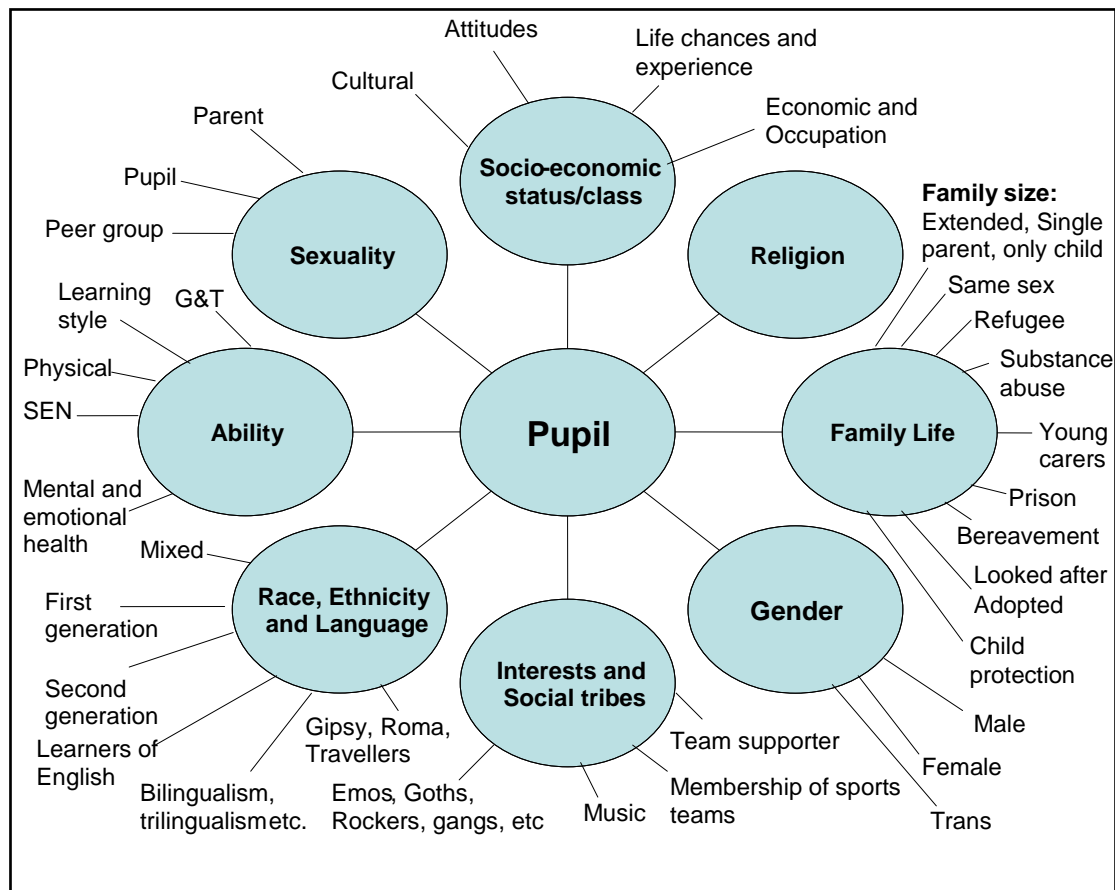 Attitudes
Life chances and
experience
Cultural
Economic and
Occupation
Parent
Socio-economic
status/class
Pupil
Family size:
Extended, Single
parent, only child
Peer group
Sexuality
Religion
Same sex
Learning
style
G&T
Refugee
Physical
Substance
abuse
SEN
Ability
Pupil
Family Life
Young
carers
Mental and
emotional
health
Prison
Bereavement
Mixed
Looked after
Adopted
First
generation
Race, Ethnicity
and Language
Gender
Child
protection
Interests and
Social tribes
Second
generation
Male
Learners of
English
Gipsy, Roma,
Travellers
Team supporter
Female
Bilingualism,
trilingualism etc.
Emos, Goths,
Rockers, gangs, etc
Music
Membership of sports
teams
Trans